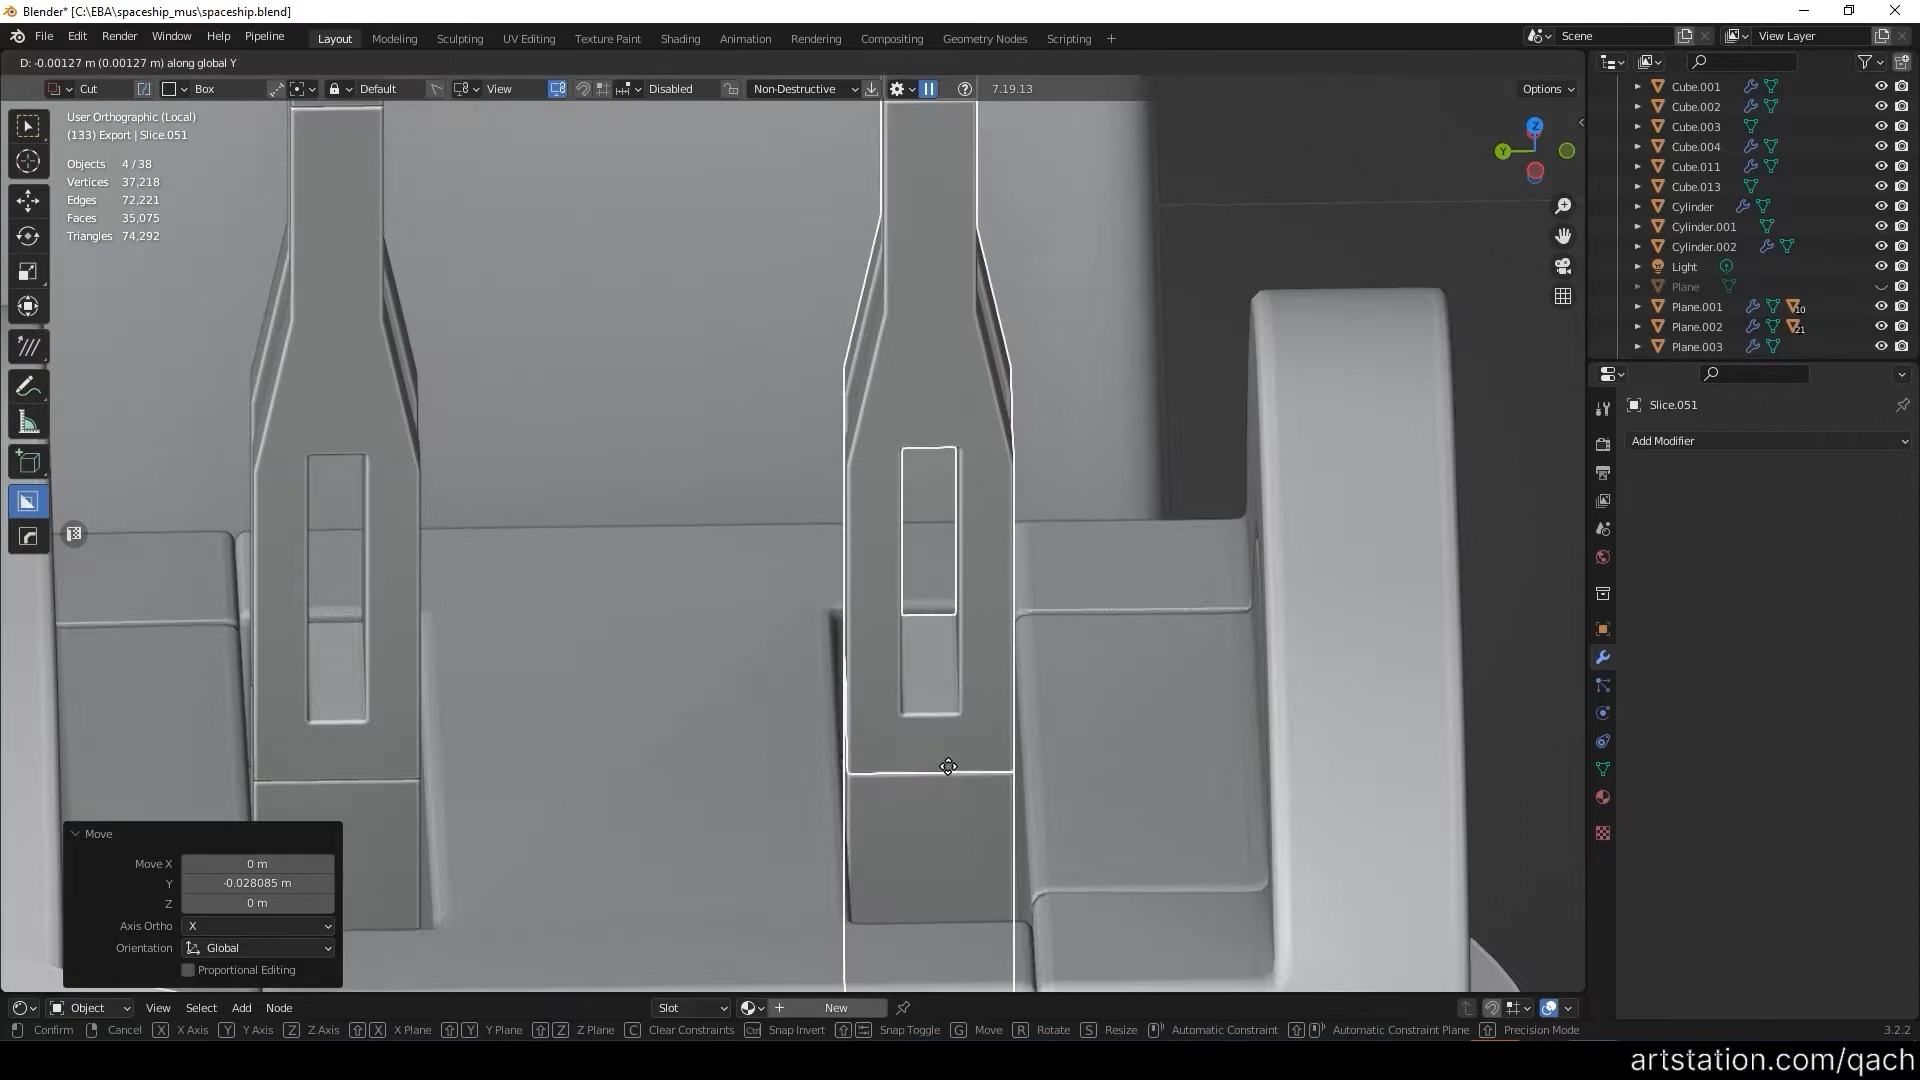 Blender* [C:\EBA\spaceship_mus\spaceship.blend]
File Edit Render Window Help Pipeline Layout Modeling Sculpting UV Editing Texture Paint Shading Animation Rendering Compositing Geometry Nodes Scripting + Scene View Layer
D: -0.00127 m (0.00127 m) along global Y
Cut Box Default View Disabled Non-Destructive 7.19.13 Options
User Orthographic (Local)
(133) Export | Slice.051
Objects 4 / 38
Vertices 37,218
Edges 72,221
Faces 35,075
Triangles 74,292
Z
Y
Cube.001
Cube.002
Cube.003
Cube.004
Cube.011
Cube.013
Cylinder
Cylinder.001
Cylinder.002
Light
Plane
Plane.001 10
Plane.002 21
Plane.003
Slice.051
Add Modifier
Move
Move X 0 m
Y -0.028085 m
Z 0 m
Axis Ortho X
Orientation Global
Proportional Editing
Object View Select Add Node Slot + New
Confirm Cancel X X Axis Y Y Axis Z Z Axis X X Plane Y Y Plane Z Z Plane C Clear Constraints Ctrl Snap Invert Snap Toggle G Move R Rotate S Resize Automatic Constraint Automatic Constraint Plane Precision Mode 3.2.2
artstation.com/qach